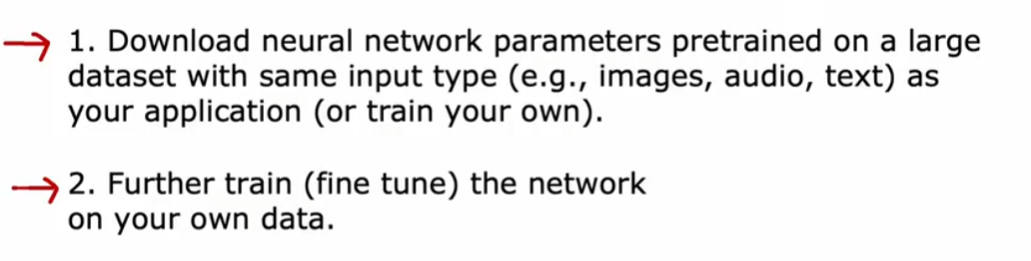 1. Download neural network parameters pretrained on a large
dataset with same input type (e.g., images, audio, text) as
your application (or train your own).
2. Further train (fine tune) the network
on your own data.